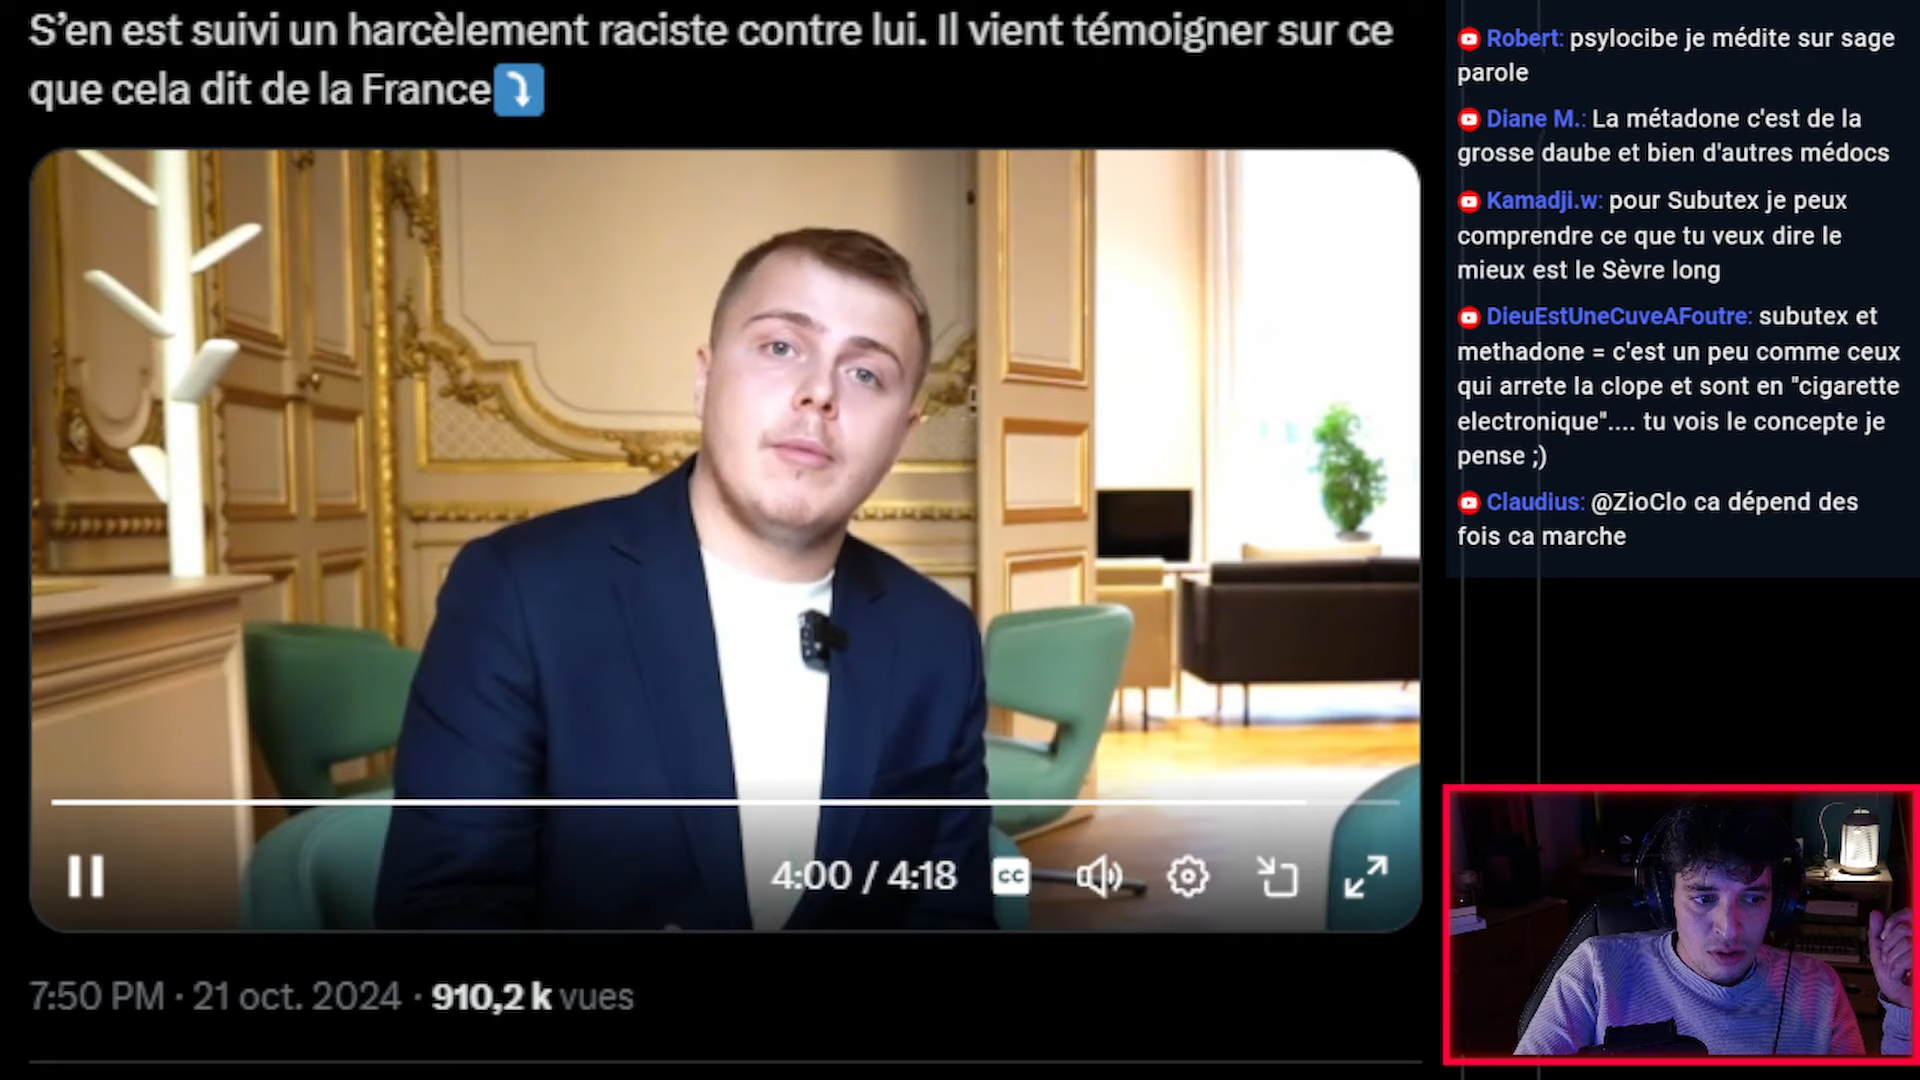 S’en est suivi un harcèlement raciste contre lui. Il vient témoigner sur ce
que cela dit de la France⤵️
4:00 / 4:18
CC
7:50 PM · 21 oct. 2024 · 910,2 k vues
Robert: psylocibe je médite sur sage
parole
Diane M.: La métadone c'est de la
grosse daube et bien d'autres médocs
Kamadji.w: pour Subutex je peux
comprendre ce que tu veux dire le
mieux est le Sèvre long
DieuEstUneCuveAFoutre: subutex et
methadone = c'est un peu comme ceux
qui arrete la clope et sont en "cigarette
electronique".... tu vois le concepte je
pense ;)
Claudius: @ZioClo ca dépend des
fois ca marche